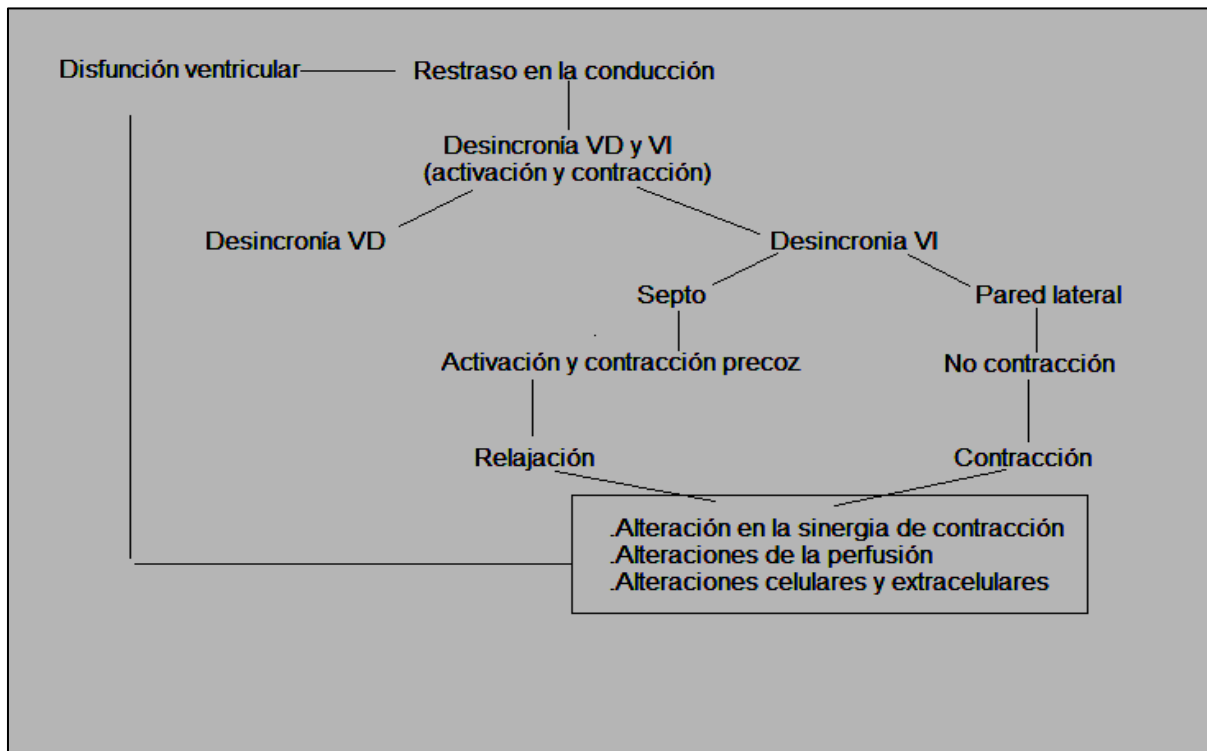 Disfunción ventricular
Restraso en la conducción
Desincronía VD y VI
(activación y contracción)
Desincronía VD
Desincronia VI
Septo
Pared lateral
Activación y contracción precoz
No contracción
Relajación
Contracción
.Alteración en la sinergia de contracción
.Alteraciones de la perfusión
.Alteraciones celulares y extracelulares